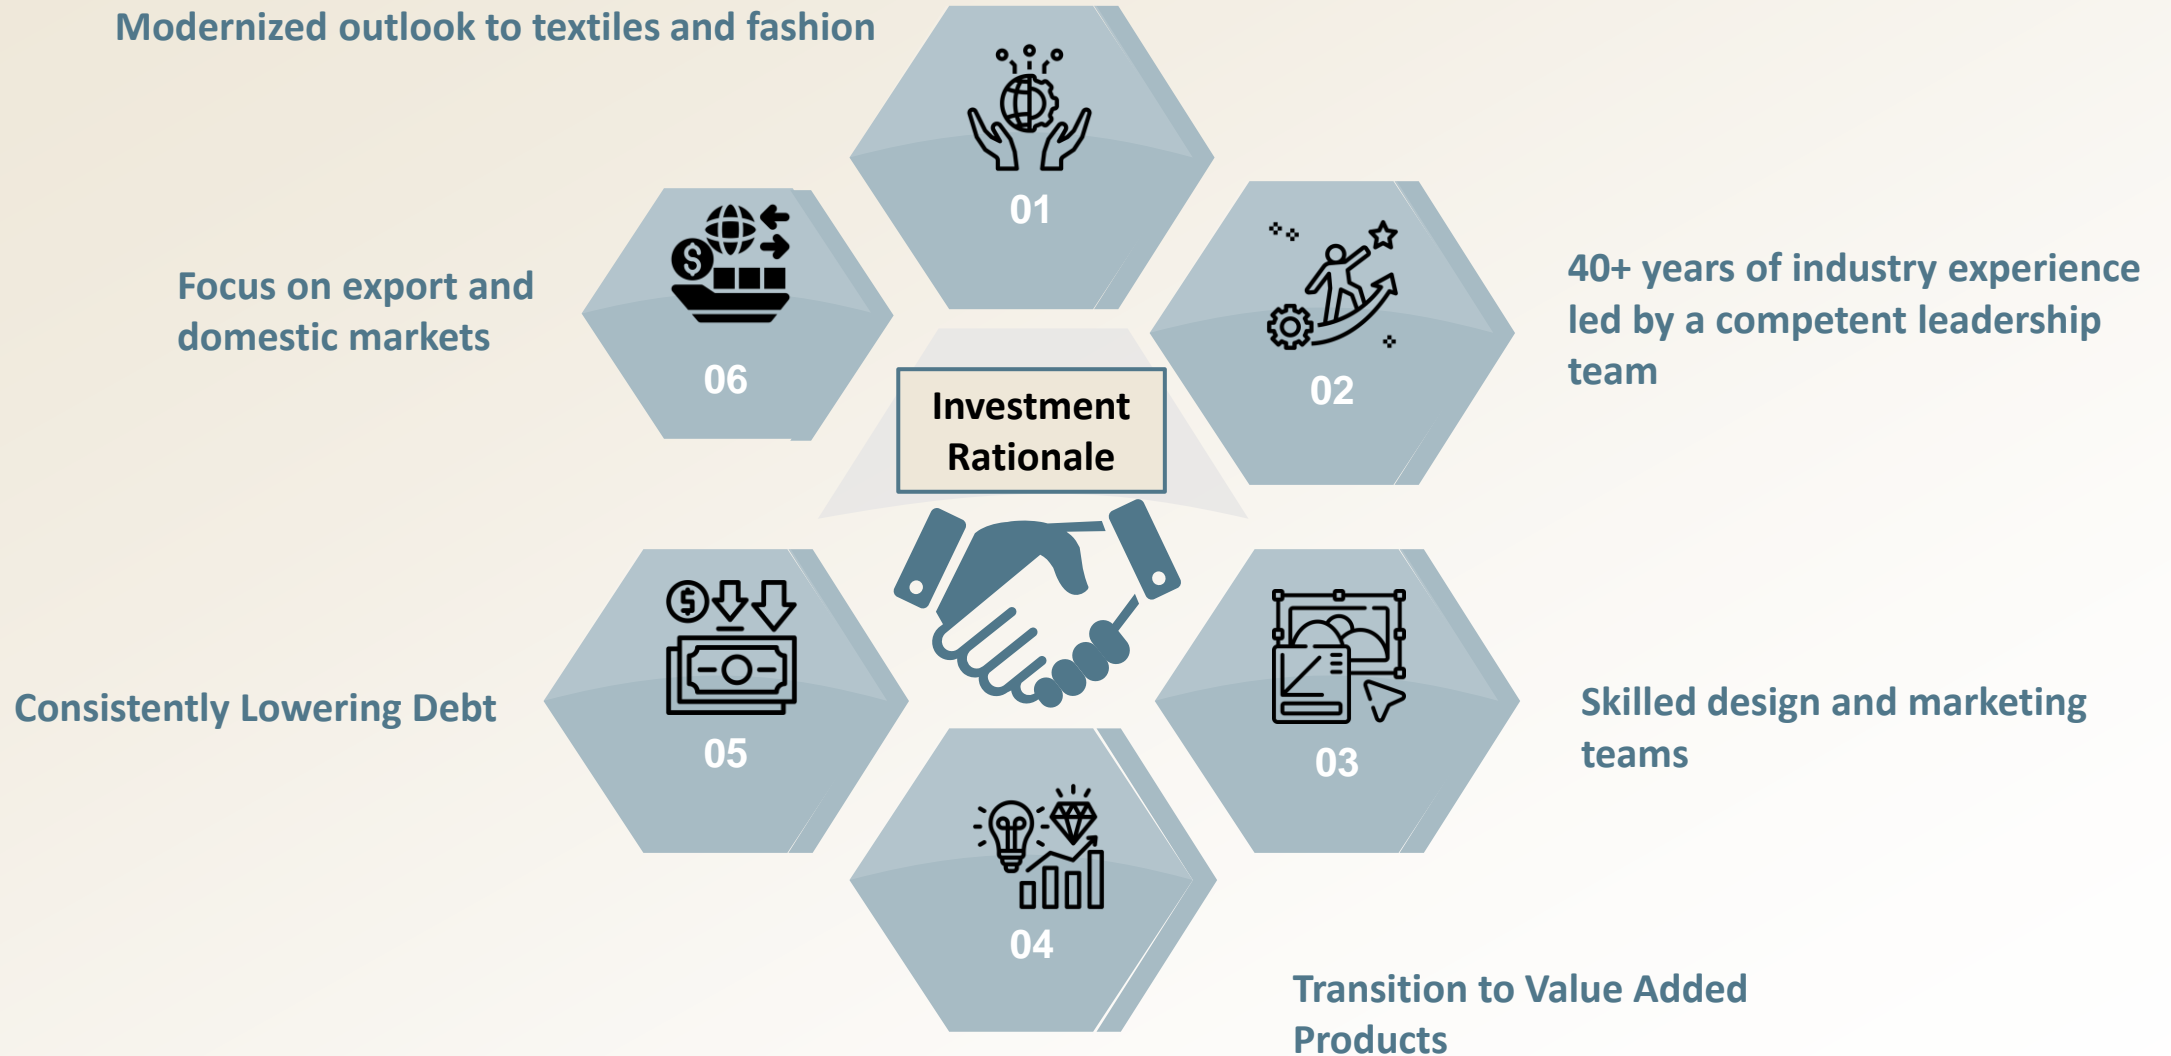 Modernized outlook to textiles and fashion
01
40+ years of industry experience
led by a competent leadership
team
02
Skilled design and marketing
teams
03
Transition to Value Added
Products
04
Consistently Lowering Debt
05
Focus on export and
domestic markets
06
Investment
Rationale